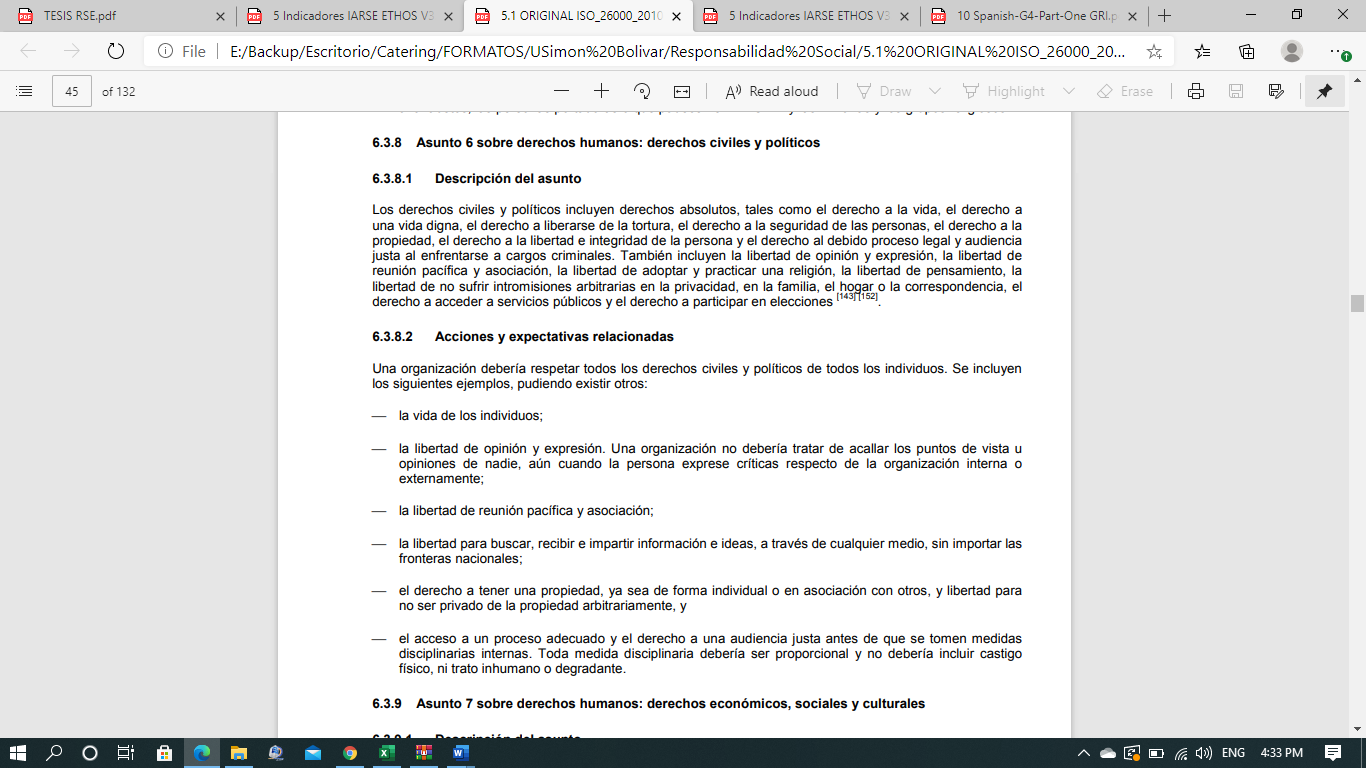 TESIS RSE.pdf
5 Indicadores IARSE ETHOS V3
5.1 ORIGINAL ISO_26000_2010
5 Indicadores IARSE ETHOS V3
10 Spanish-G4-Part-One GRI.p
File
E:/Backup/Escritorio/Catering/FORMATOS/USimon%20Bolivar/Responsabilidad%20Social/5.1%20ORIGINAL%20ISO_26000_20...
45 of 132
Read aloud
Draw
Highlight
Erase
6.3.8 Asunto 6 sobre derechos humanos: derechos civiles y políticos
6.3.8.1 Descripción del asunto
Los derechos civiles y políticos incluyen derechos absolutos, tales como el derecho a la vida, el derecho a
una vida digna, el derecho a liberarse de la tortura, el derecho a la seguridad de las personas, el derecho a la
propiedad, el derecho a la libertad e integridad de la persona y el derecho al debido proceso legal y audiencia
justa al enfrentarse a cargos criminales. También incluyen la libertad de opinión y expresión, la libertad de
reunión pacífica y asociación, la libertad de adoptar y practicar una religión, la libertad de pensamiento, la
libertad de no sufrir intromisiones arbitrarias en la privacidad, en la familia, el hogar o la correspondencia, el
derecho a acceder a servicios públicos y el derecho a participar en elecciones [143] [152].
6.3.8.2 Acciones y expectativas relacionadas
Una organización debería respetar todos los derechos civiles y políticos de todos los individuos. Se incluyen
los siguientes ejemplos, pudiendo existir otros:
— la vida de los individuos;
— la libertad de opinión y expresión. Una organización no debería tratar de acallar los puntos de vista u
opiniones de nadie, aún cuando la persona exprese críticas respecto de la organización interna o
externamente;
— la libertad de reunión pacífica y asociación;
— la libertad para buscar, recibir e impartir información e ideas, a través de cualquier medio, sin importar las
fronteras nacionales;
— el derecho a tener una propiedad, ya sea de forma individual o en asociación con otros, y libertad para
no ser privado de la propiedad arbitrariamente, y
— el acceso a un proceso adecuado y el derecho a una audiencia justa antes de que se tomen medidas
disciplinarias internas. Toda medida disciplinaria debería ser proporcional y no debería incluir castigo
físico, ni trato inhumano o degradante.
6.3.9 Asunto 7 sobre derechos humanos: derechos económicos, sociales y culturales
6.3.9.1 Descripción del asunto
ENG 4:33 PM